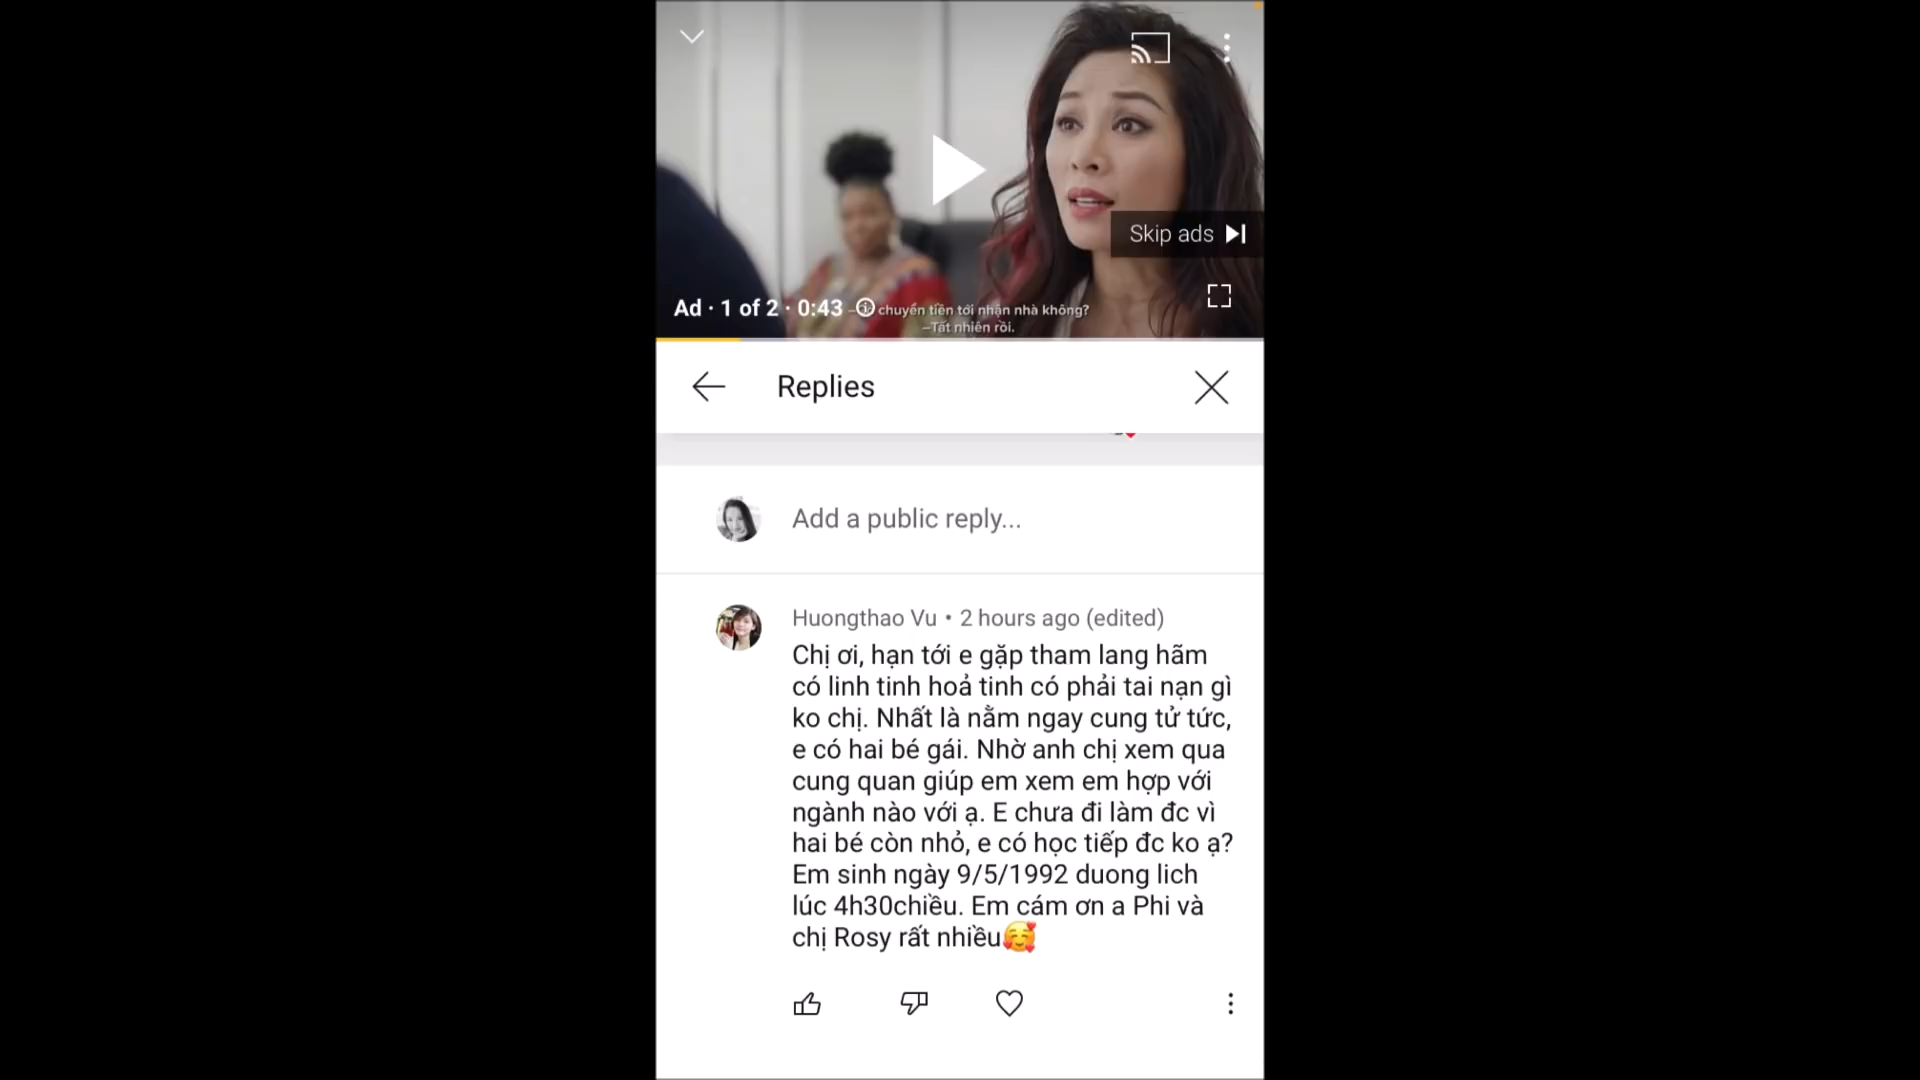 Skip ads
Ad · 1 of 2 · 0:43
chuyển tiền tới nhận nhà không?
–Tất nhiên rồi.
Replies
Add a public reply...
Huongthao Vu • 2 hours ago (edited)
Chị ơi, hạn tới e gặp tham lang hãm
có linh tinh hoả tinh có phải tai nạn gì
ko chị. Nhất là nằm ngay cung tử tức,
e có hai bé gái. Nhờ anh chị xem qua
cung quan giúp em xem em hợp với
ngành nào với ạ. E chưa đi làm đc vì
hai bé còn nhỏ, e có học tiếp đc ko ạ?
Em sinh ngày 9/5/1992 duong lich
lúc 4h30chiều. Em cám ơn a Phi và
chị Rosy rất nhiều🥰